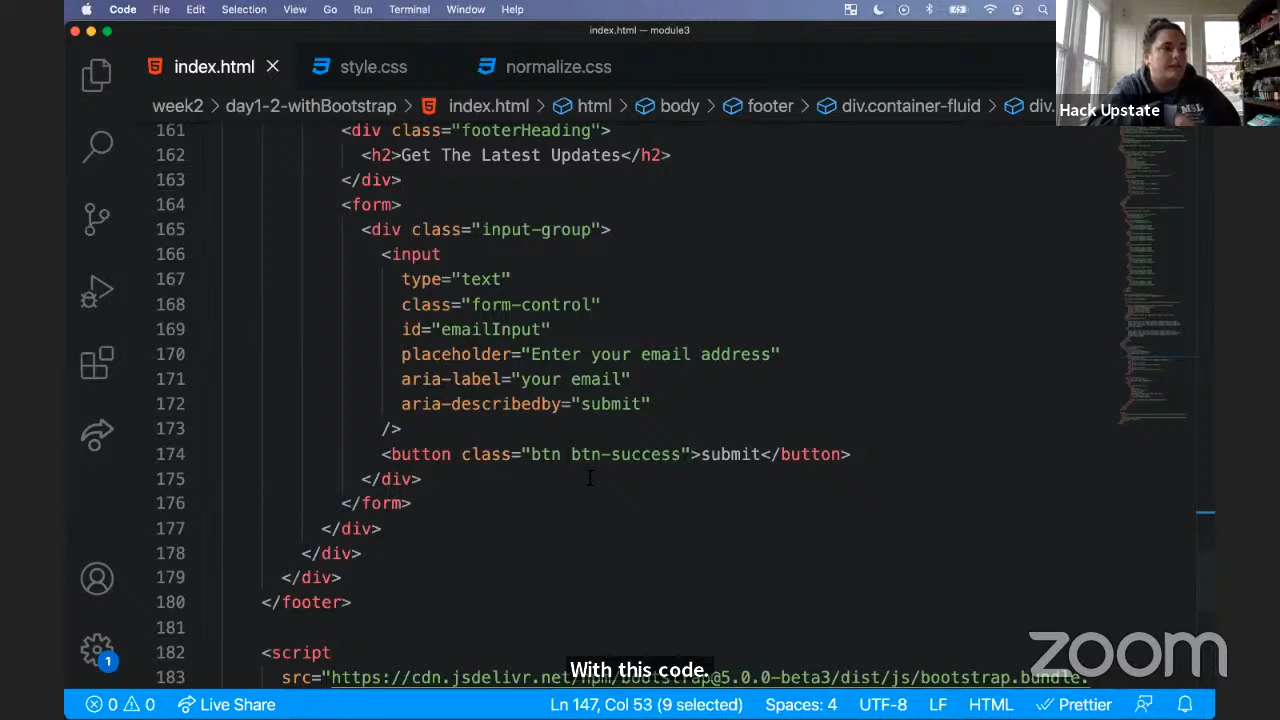 Code File Edit Selection View Go Run Terminal Window Help
index.html — module3
index.html style.css normalize.css
week2 > day1-2-withBootstrap > index.html > html > body > footer > div.container-fluid > div.
Hack Upstate
161 <div class="footerHeading">
162 <h2>Get The Latest Updates</h2>
163 </div>
164 <form>
165 <div class="input-group">
166 <input
167 type="text"
168 class="form-control"
169 id="emailInput"
170 placeholder="Enter your email address"
171 aria-label="your email"
172 aria-describedby="submit"
173 />
174 <button class="btn btn-success">submit</button>
175 </div>
176 </form>
177 </div>
178 </div>
179 </div>
180 </footer>
181
182 <script
183 src="https://cdn.jsdelivr.net/npm/bootstrap@5.0.0-beta3/dist/js/bootstrap.bundle.
With this code.
zoom
1
0 0 Live Share Ln 147, Col 53 (9 selected) Spaces: 4 UTF-8 LF HTML Prettier